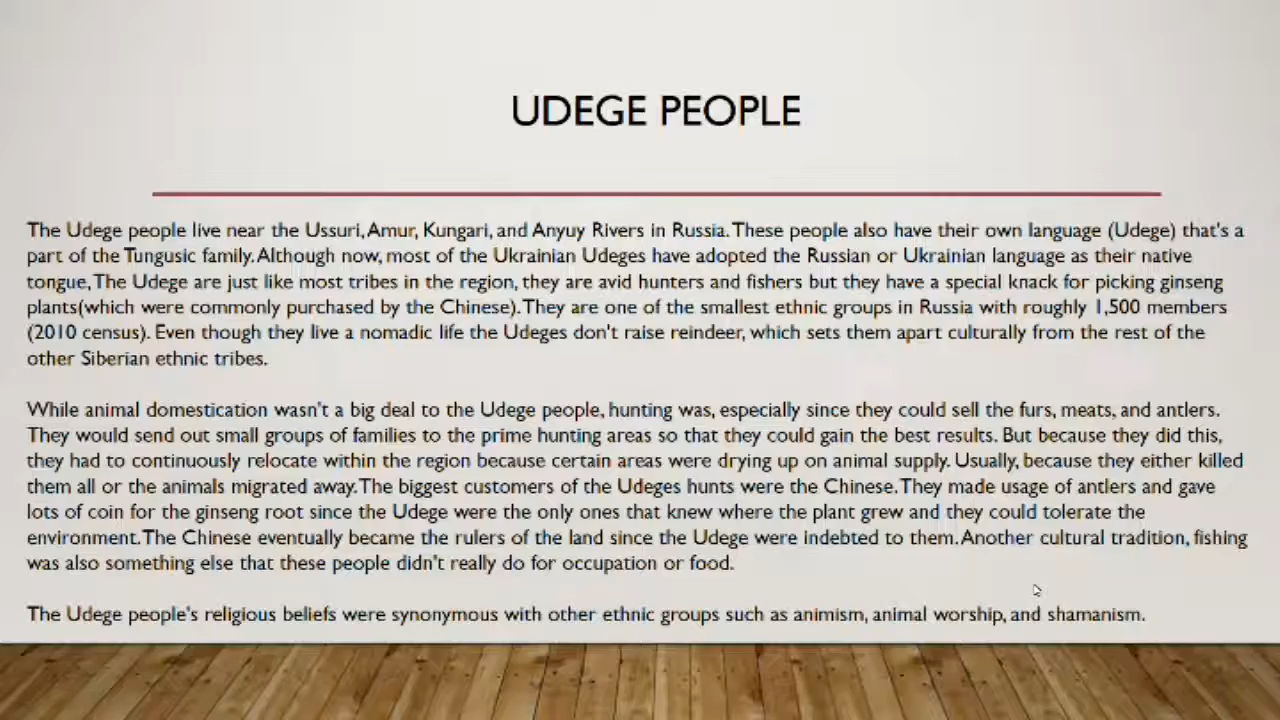 UDEGE PEOPLE
The Udege people live near the Ussuri, Amur, Kungari, and Anyuy Rivers in Russia. These people also have their own language (Udege) that's a
part of the Tungusic family. Although now, most of the Ukrainian Udeges have adopted the Russian or Ukrainian language as their native
tongue, The Udege are just like most tribes in the region, they are avid hunters and fishers but they have a special knack for picking ginseng
plants(which were commonly purchased by the Chinese). They are one of the smallest ethnic groups in Russia with roughly 1,500 members
(2010 census). Even though they live a nomadic life the Udeges don't raise reindeer, which sets them apart culturally from the rest of the
other Siberian ethnic tribes.
While animal domestication wasn't a big deal to the Udege people, hunting was, especially since they could sell the furs, meats, and antlers.
They would send out small groups of families to the prime hunting areas so that they could gain the best results. But because they did this,
they had to continuously relocate within the region because certain areas were drying up on animal supply. Usually, because they either killed
them all or the animals migrated away. The biggest customers of the Udeges hunts were the Chinese. They made usage of antlers and gave
lots of coin for the ginseng root since the Udege were the only ones that knew where the plant grew and they could tolerate the
environment. The Chinese eventually became the rulers of the land since the Udege were indebted to them. Another cultural tradition, fishing
was also something else that these people didn't really do for occupation or food.
The Udege people's religious beliefs were synonymous with other ethnic groups such as animism, animal worship, and shamanism.